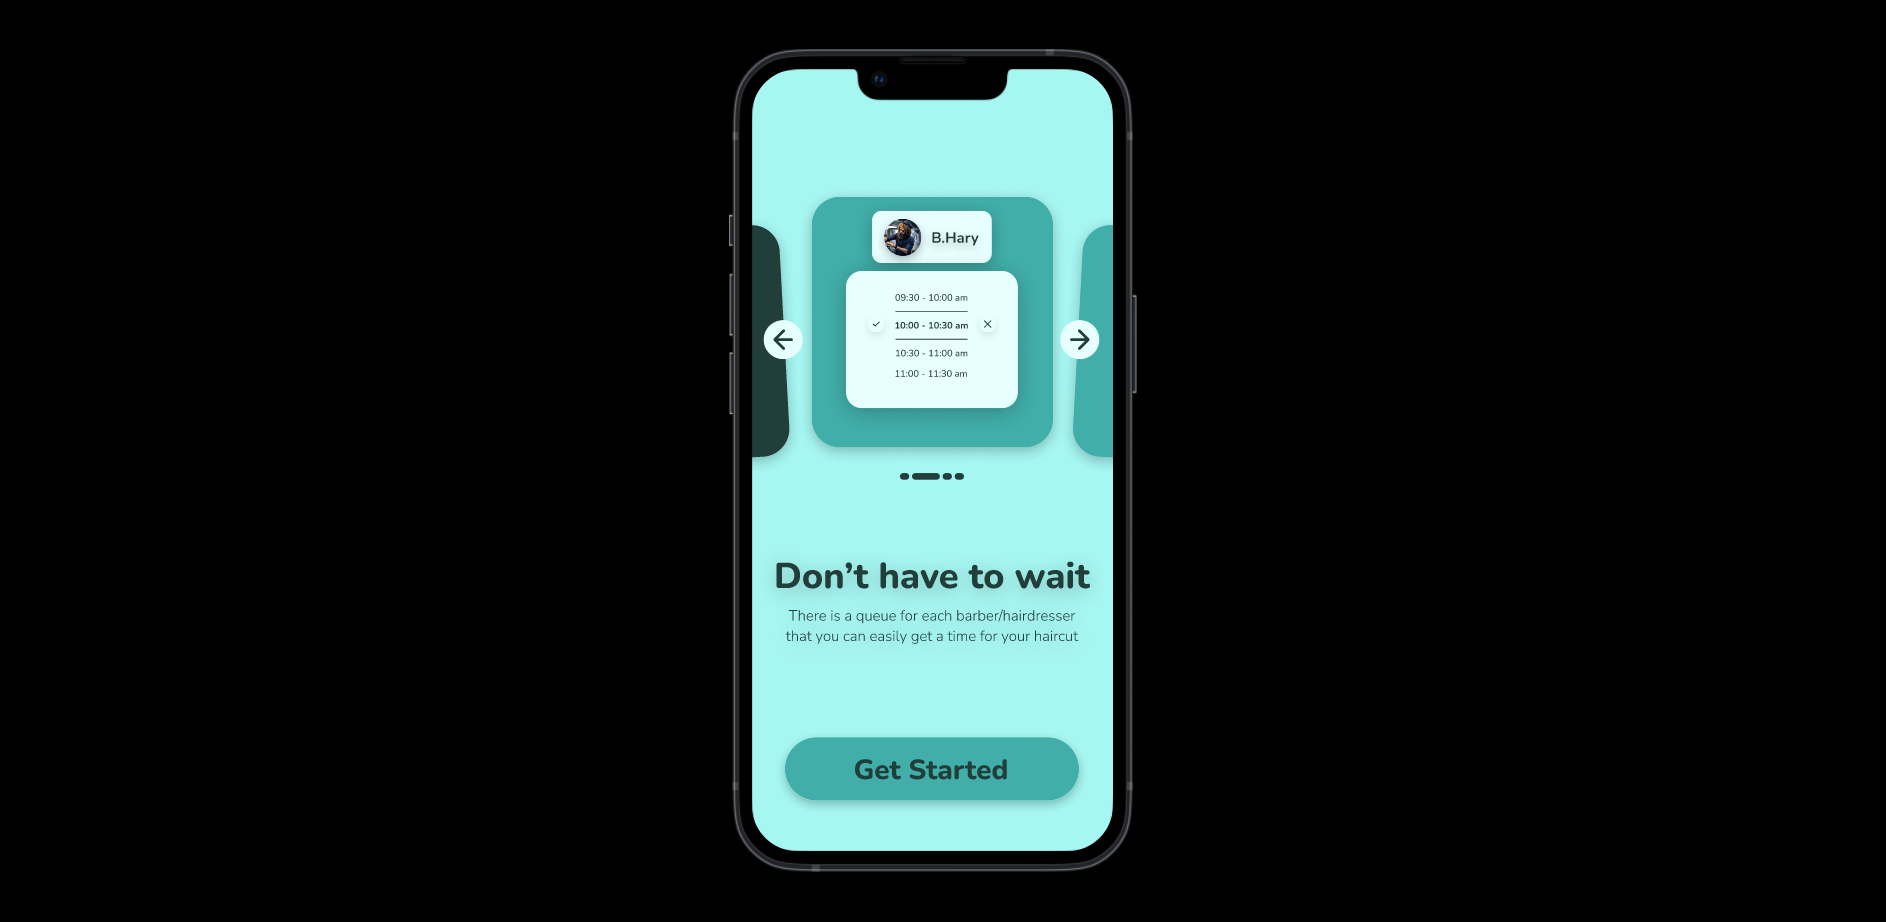 B.Hary
09:30 - 10:00 am
10:00 - 10:30 am
10:30 - 11:00 am
11:00 - 11:30 am
Don’t have to wait
There is a queue for each barber/hairdresser
that you can easily get a time for your haircut
Get Started